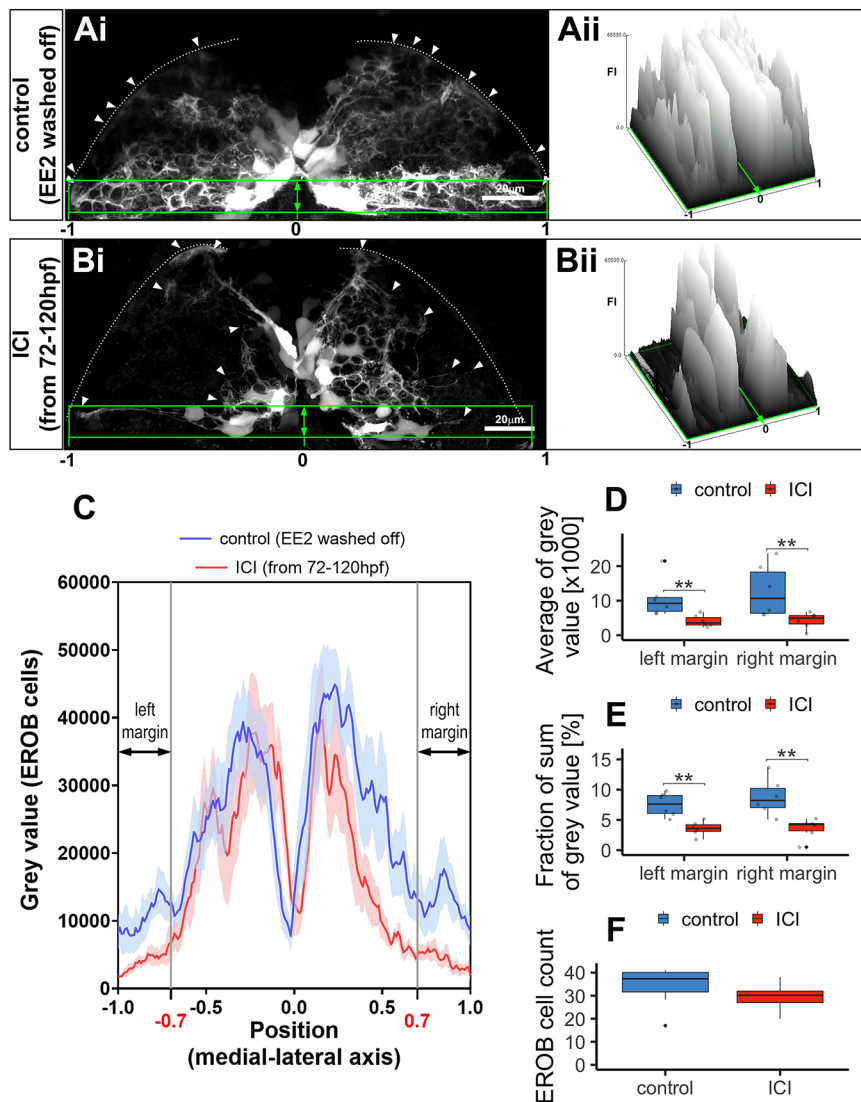 control
(EE2 washed off)
Ai
20μm
-1
0
1
Aii
65535.0
FI
0.0
-1
0
1
ICI
(from 72-120hpf)
Bi
20μm
-1
0
1
Bii
65535.0
FI
0.0
-1
0
1
C
control (EE2 washed off)
ICI (from 72-120hpf)
Grey value (EROB cells)
60000
50000
40000
30000
20000
10000
0
left
margin
right
margin
-1.0
-0.5
0.0
0.5
1.0
-0.7
0.7
Position
(medial-lateral axis)
D
control
ICI
Average of grey
value [x1000]
20
10
0
**
**
left margin
right margin
E
control
ICI
Fraction of sum
of grey value [%]
15
10
5
0
**
**
left margin
right margin
F
control
ICI
EROB cell count
40
30
20
10
0
control
ICI